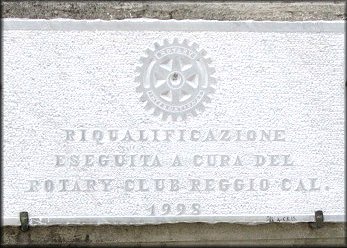 RIQUALIFICAZIONE
ESEGUITA A CURA DEL
ROTARY CLUB REGGIO CAL.
1998